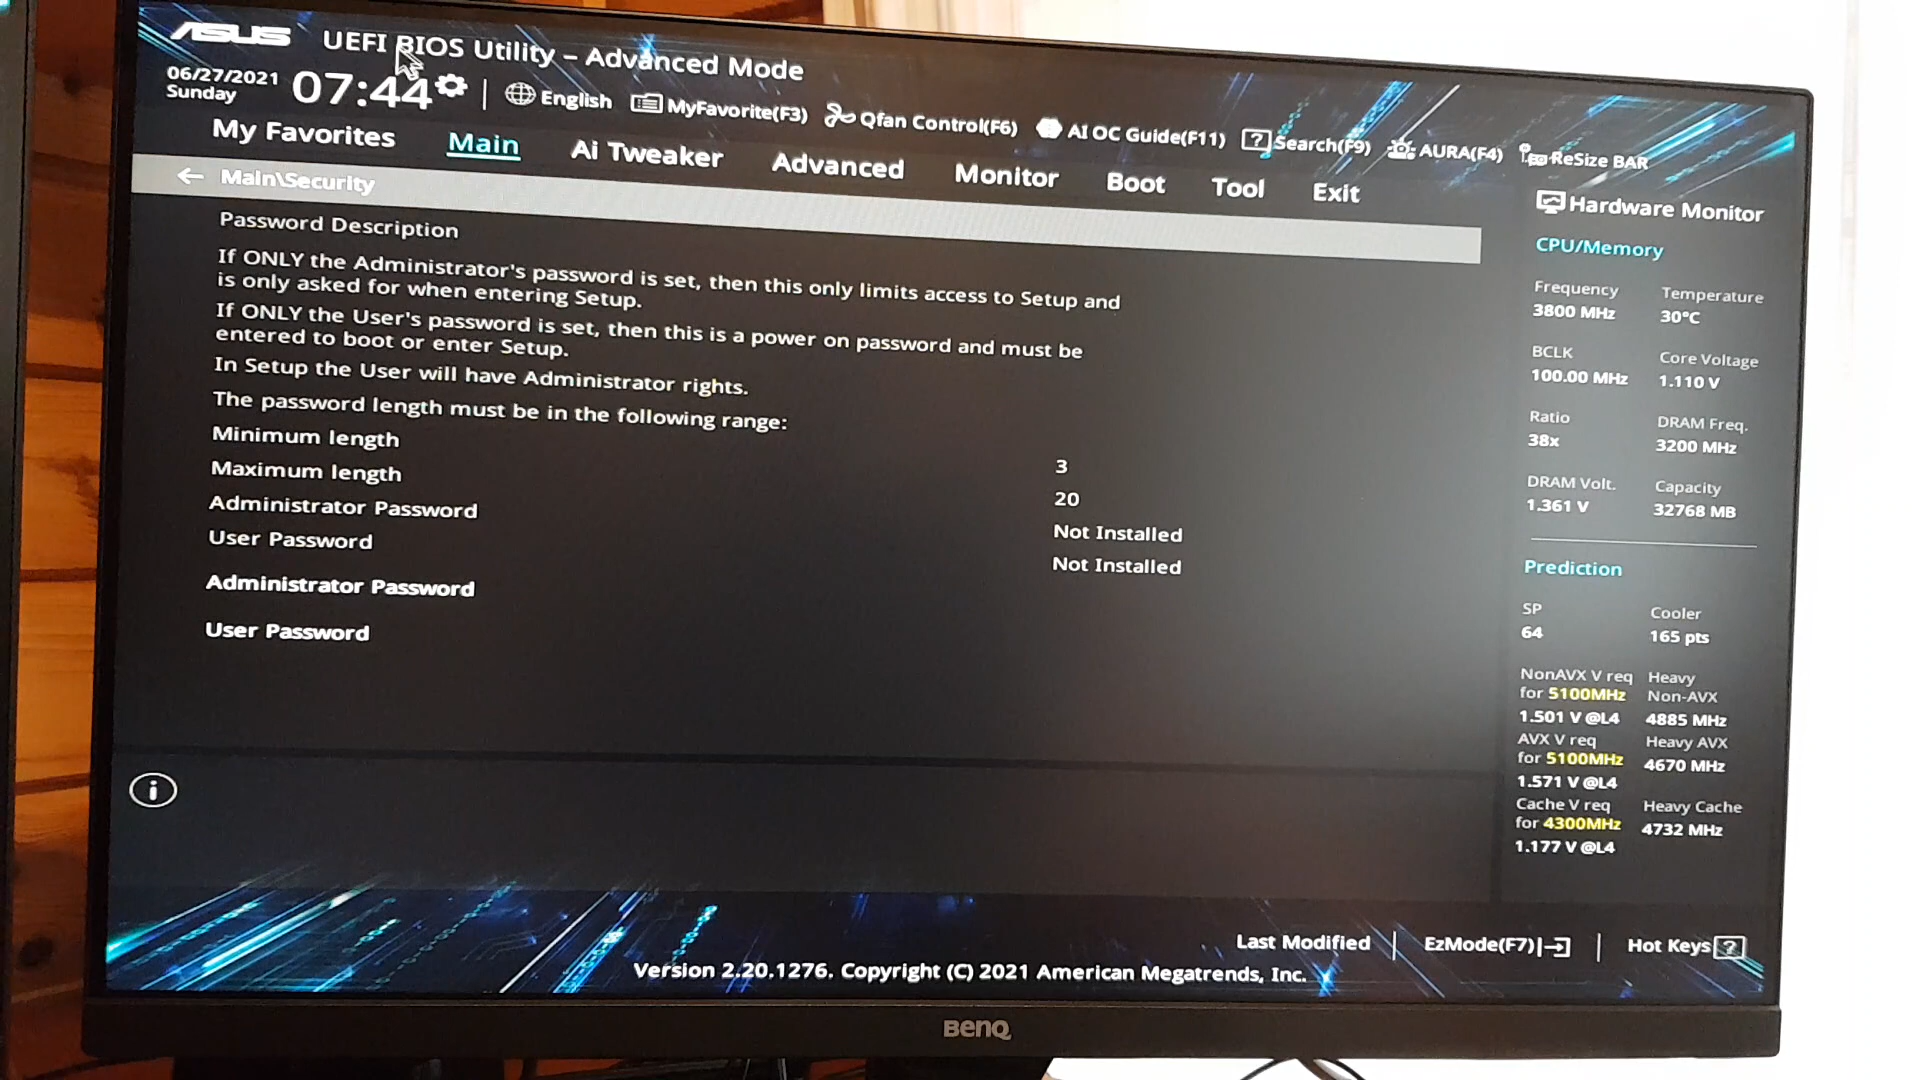 ASUS UEFI BIOS Utility – Advanced Mode
06/27/2021
Sunday
07:44
English
MyFavorite(F3)
Qfan Control(F6)
AI OC Guide(F11)
Search(F9)
AURA(F4)
ReSize BAR
My Favorites Main Ai Tweaker Advanced Monitor Boot Tool Exit
Main\Security
Password Description
If ONLY the Administrator's password is set, then this only limits access to Setup and
is only asked for when entering Setup.
If ONLY the User's password is set, then this is a power on password and must be
entered to boot or enter Setup.
In Setup the User will have Administrator rights.
The password length must be in the following range:
Minimum length 3
Maximum length 20
Administrator Password Not Installed
User Password Not Installed
Administrator Password
User Password
Hardware Monitor
CPU/Memory
Frequency Temperature
3800 MHz 30°C
BCLK Core Voltage
100.00 MHz 1.110 V
Ratio DRAM Freq.
38x 3200 MHz
DRAM Volt. Capacity
1.361 V 32768 MB
Prediction
SP Cooler
64 165 pts
NonAVX V req Heavy
for 5100MHz Non-AVX
1.501 V @L4 4885 MHz
AVX V req Heavy AVX
for 5100MHz 4670 MHz
1.571 V @L4
Cache V req Heavy Cache
for 4300MHz 4732 MHz
1.177 V @L4
Last Modified EzMode(F7) Hot Keys ?
Version 2.20.1276. Copyright (C) 2021 American Megatrends, Inc.
BenQ